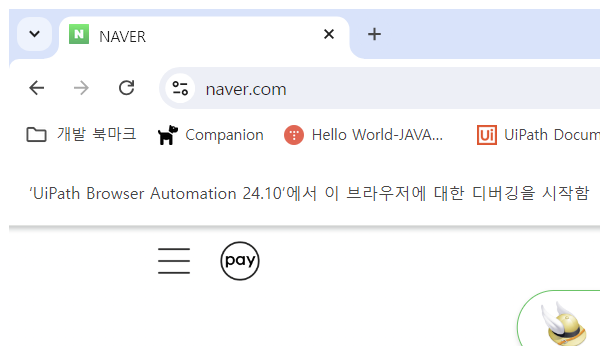 NAVER
naver.com
개발 북마크 Companion Hello World-JAVA... UiPath Docum
'UiPath Browser Automation 24.10'에서 이 브라우저에 대한 디버깅을 시작함
pay